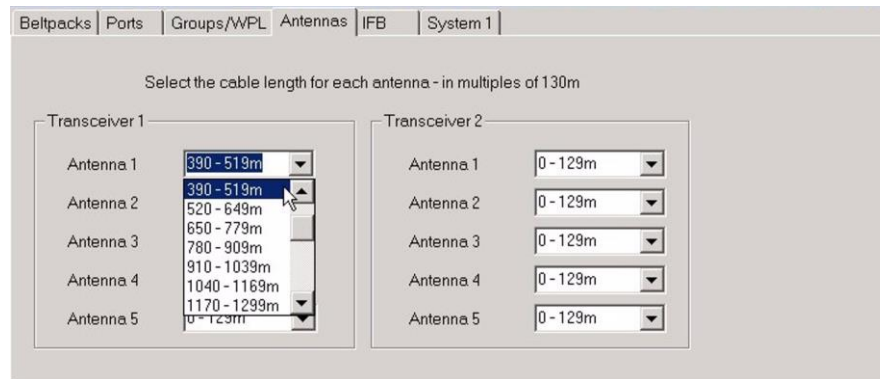 Beltpacks Ports Groups/WPL Antennas IFB System 1
Select the cable length for each antenna - in multiples of 130m
Transceiver 1
Antenna 1 390 - 519m
390 - 519m
Antenna 2 520 - 649m
650 - 779m
Antenna 3 780 - 909m
910 - 1039m
Antenna 4 1040 - 1169m
1170 - 1299m
Antenna 5 0 - 129m
Transceiver 2
Antenna 1 0 - 129m
Antenna 2 0 - 129m
Antenna 3 0 - 129m
Antenna 4 0 - 129m
Antenna 5 0 - 129m